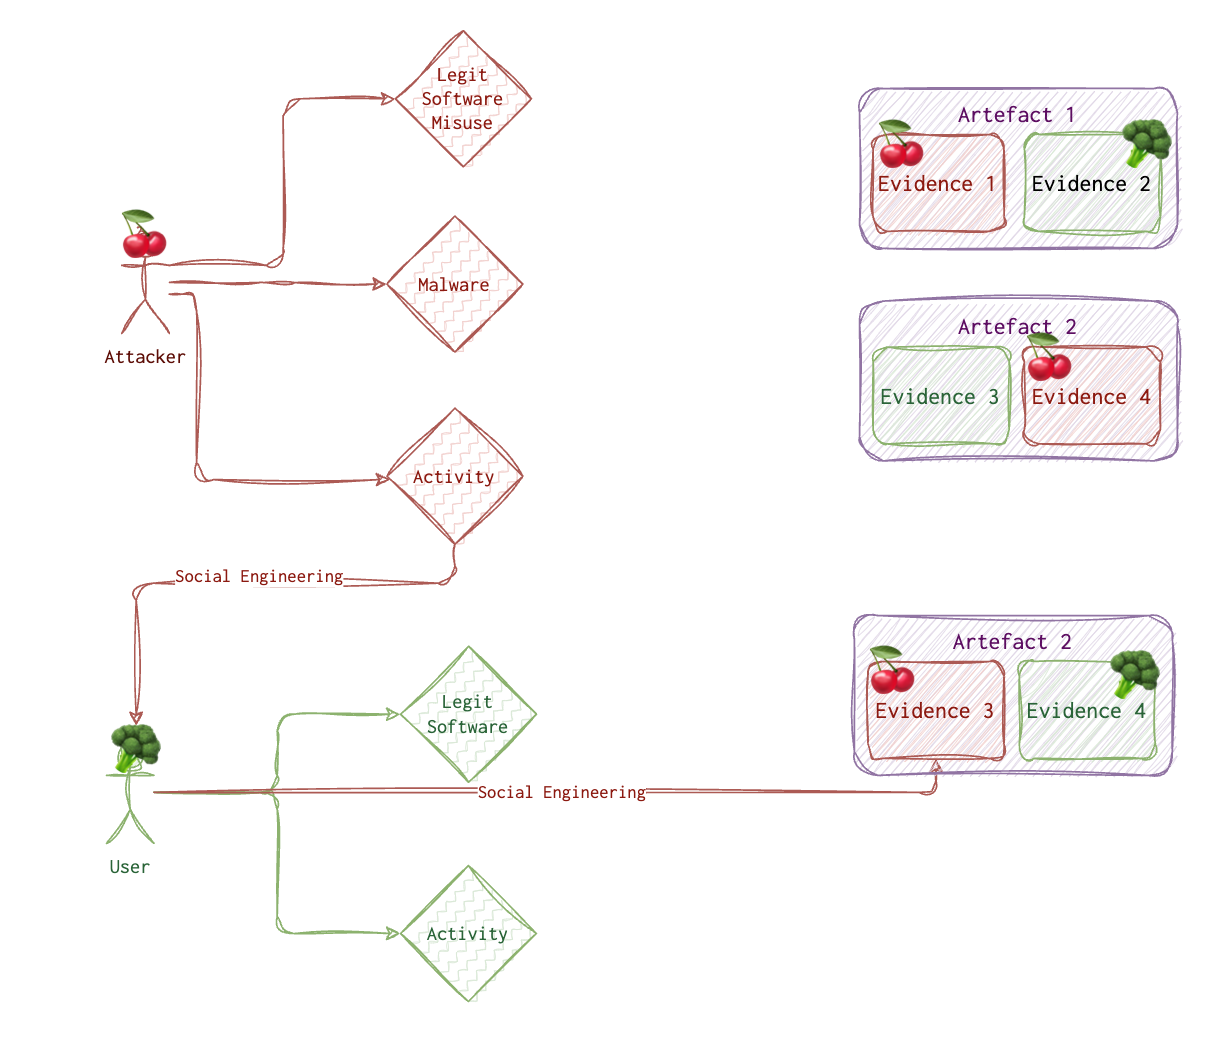 Legit
Software
Misuse
Artefact 1
Evidence 1
Evidence 2
Malware
Attacker
Artefact 2
Evidence 3
Evidence 4
Activity
Social Engineering
Artefact 2
Evidence 3
Evidence 4
Legit
Software
Social Engineering
User
Activity